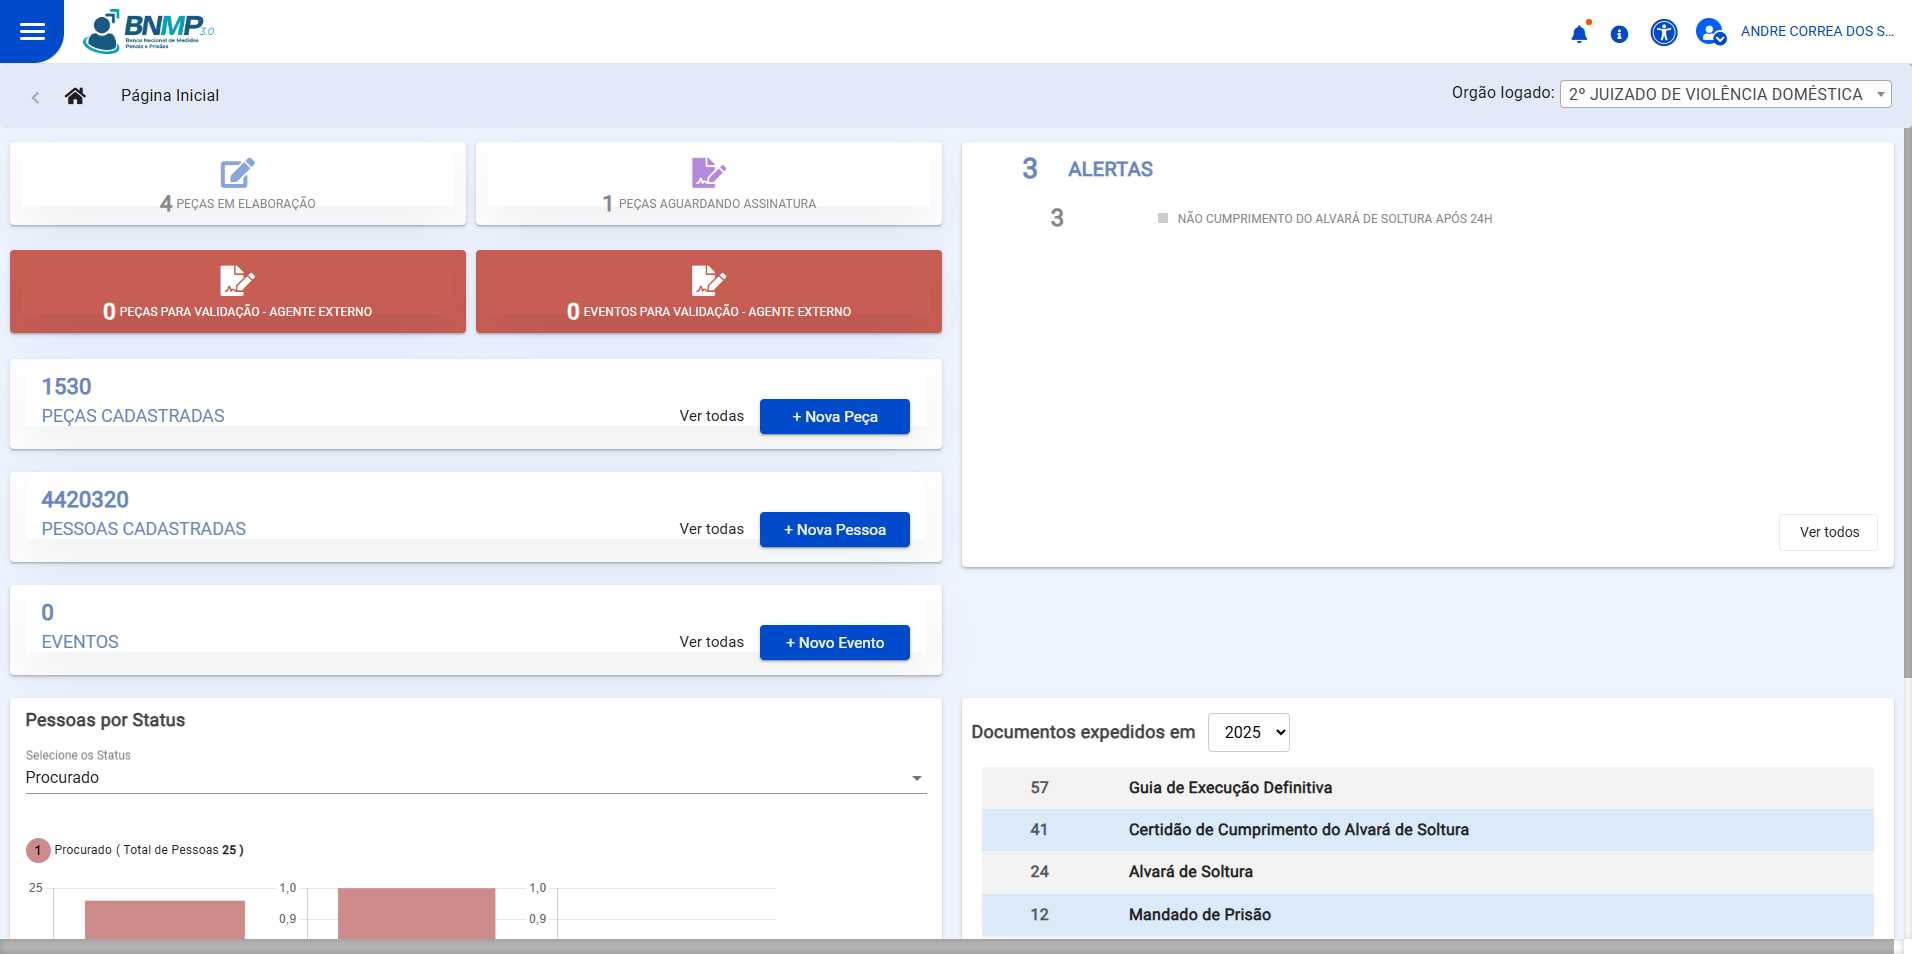 BNMP 3.0
Banco Nacional de Medidas
Penais e Prisões
ANDRE CORREA DOS S...
Página Inicial
Orgão logado: 2º JUIZADO DE VIOLÊNCIA DOMÉSTICA
4 PEÇAS EM ELABORAÇÃO
1 PEÇAS AGUARDANDO ASSINATURA
0 PEÇAS PARA VALIDAÇÃO - AGENTE EXTERNO
0 EVENTOS PARA VALIDAÇÃO - AGENTE EXTERNO
3 ALERTAS
3 NÃO CUMPRIMENTO DO ALVARÁ DE SOLTURA APÓS 24H
Ver todos
1530
PEÇAS CADASTRADAS
Ver todas
+ Nova Peça
4420320
PESSOAS CADASTRADAS
Ver todas
+ Nova Pessoa
0
EVENTOS
Ver todas
+ Novo Evento
Pessoas por Status
Selecione os Status
Procurado
1 Procurado ( Total de Pessoas 25 )
25
1,0
0,9
1,0
0,9
Documentos expedidos em 2025
57 Guia de Execução Definitiva
41 Certidão de Cumprimento do Alvará de Soltura
24 Alvará de Soltura
12 Mandado de Prisão